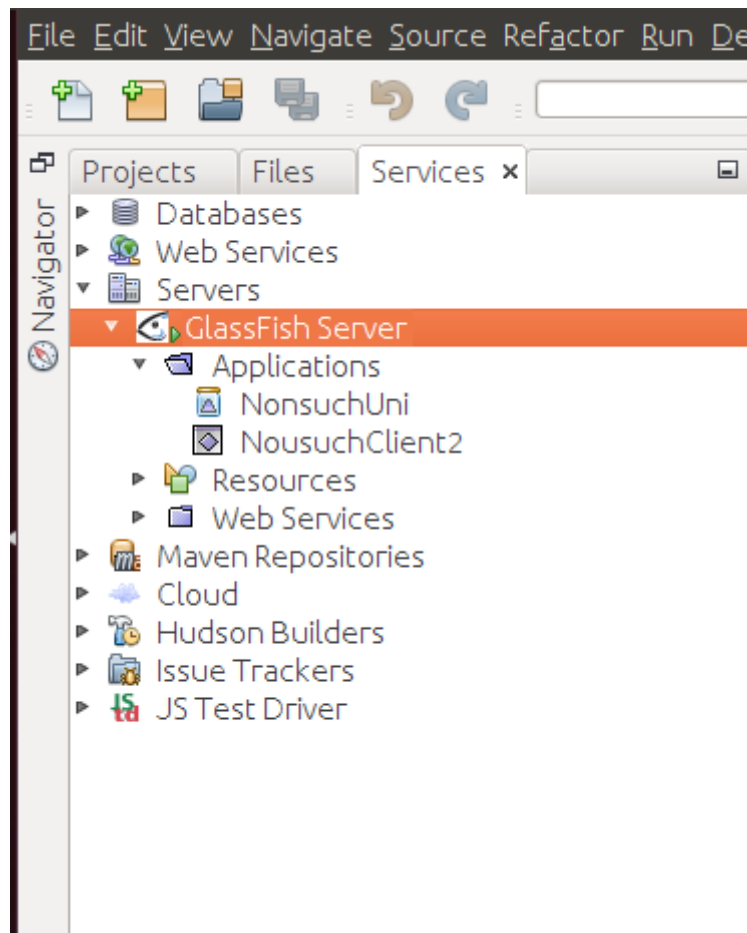 File Edit View Navigate Source Refactor Run De
Projects Files Services ×
Navigator
Databases
Web Services
Servers
GlassFish Server
Applications
NonsuchUni
NousuchClient2
Resources
Web Services
Maven Repositories
Cloud
Hudson Builders
Issue Trackers
JS Test Driver